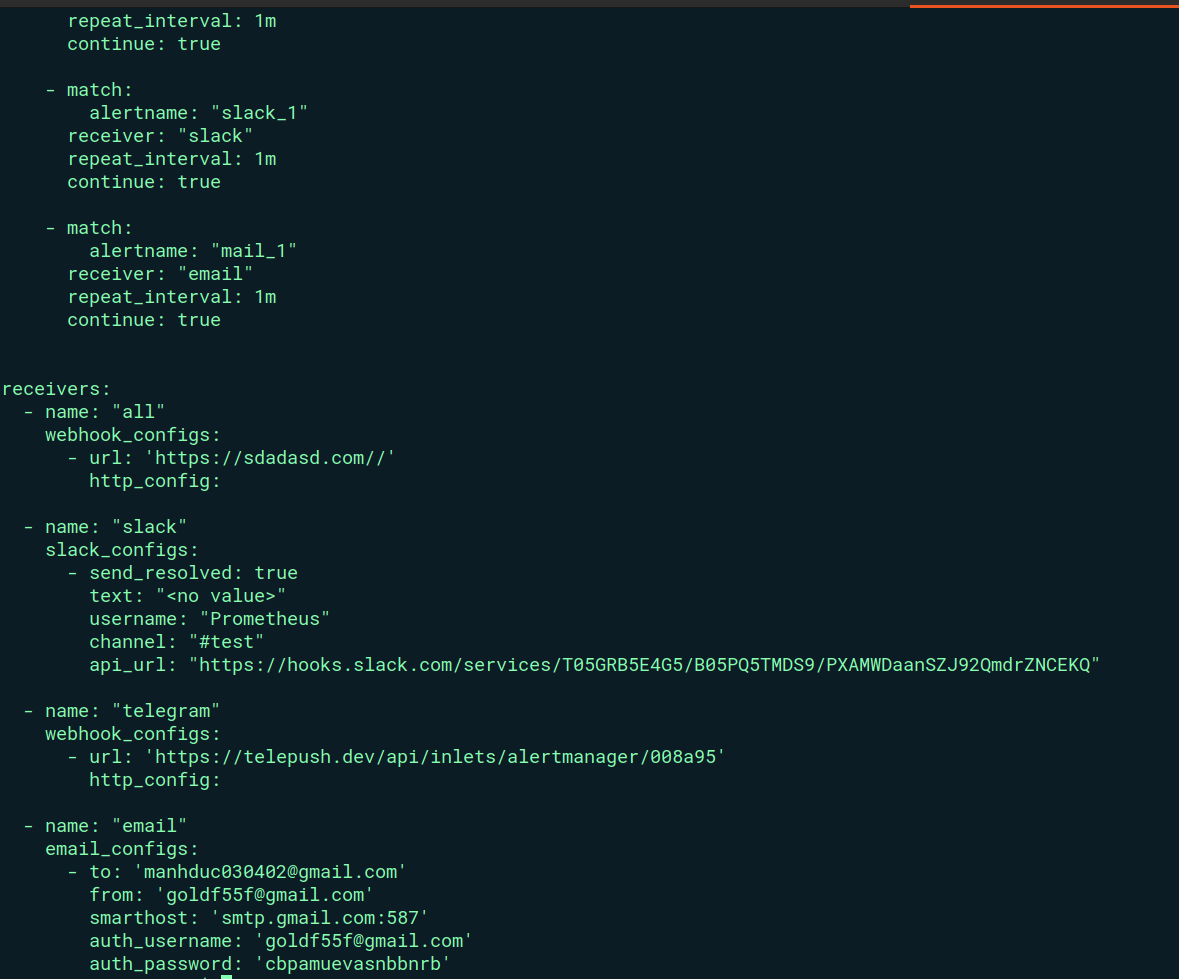 repeat_interval: 1m
continue: true
- match:
alertname: "slack_1"
receiver: "slack"
repeat_interval: 1m
continue: true
- match:
alertname: "mail_1"
receiver: "email"
repeat_interval: 1m
continue: true
receivers:
- name: "all"
webhook_configs:
- url: 'https://sdadasd.com//'
http_config:
- name: "slack"
slack_configs:
- send_resolved: true
text: "<no value>"
username: "Prometheus"
channel: "#test"
api_url: "https://hooks.slack.com/services/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"
- name: "telegram"
webhook_configs:
- url: 'https://telepush.dev/api/inlets/alertmanager/008a95'
http_config:
- name: "email"
email_configs:
- to: 'manhduc030402@gmail.com'
from: 'goldf55f@gmail.com'
smarthost: 'smtp.gmail.com:587'
auth_username: 'goldf55f@gmail.com'
auth_password: 'cbpamuevasnbbnrb'